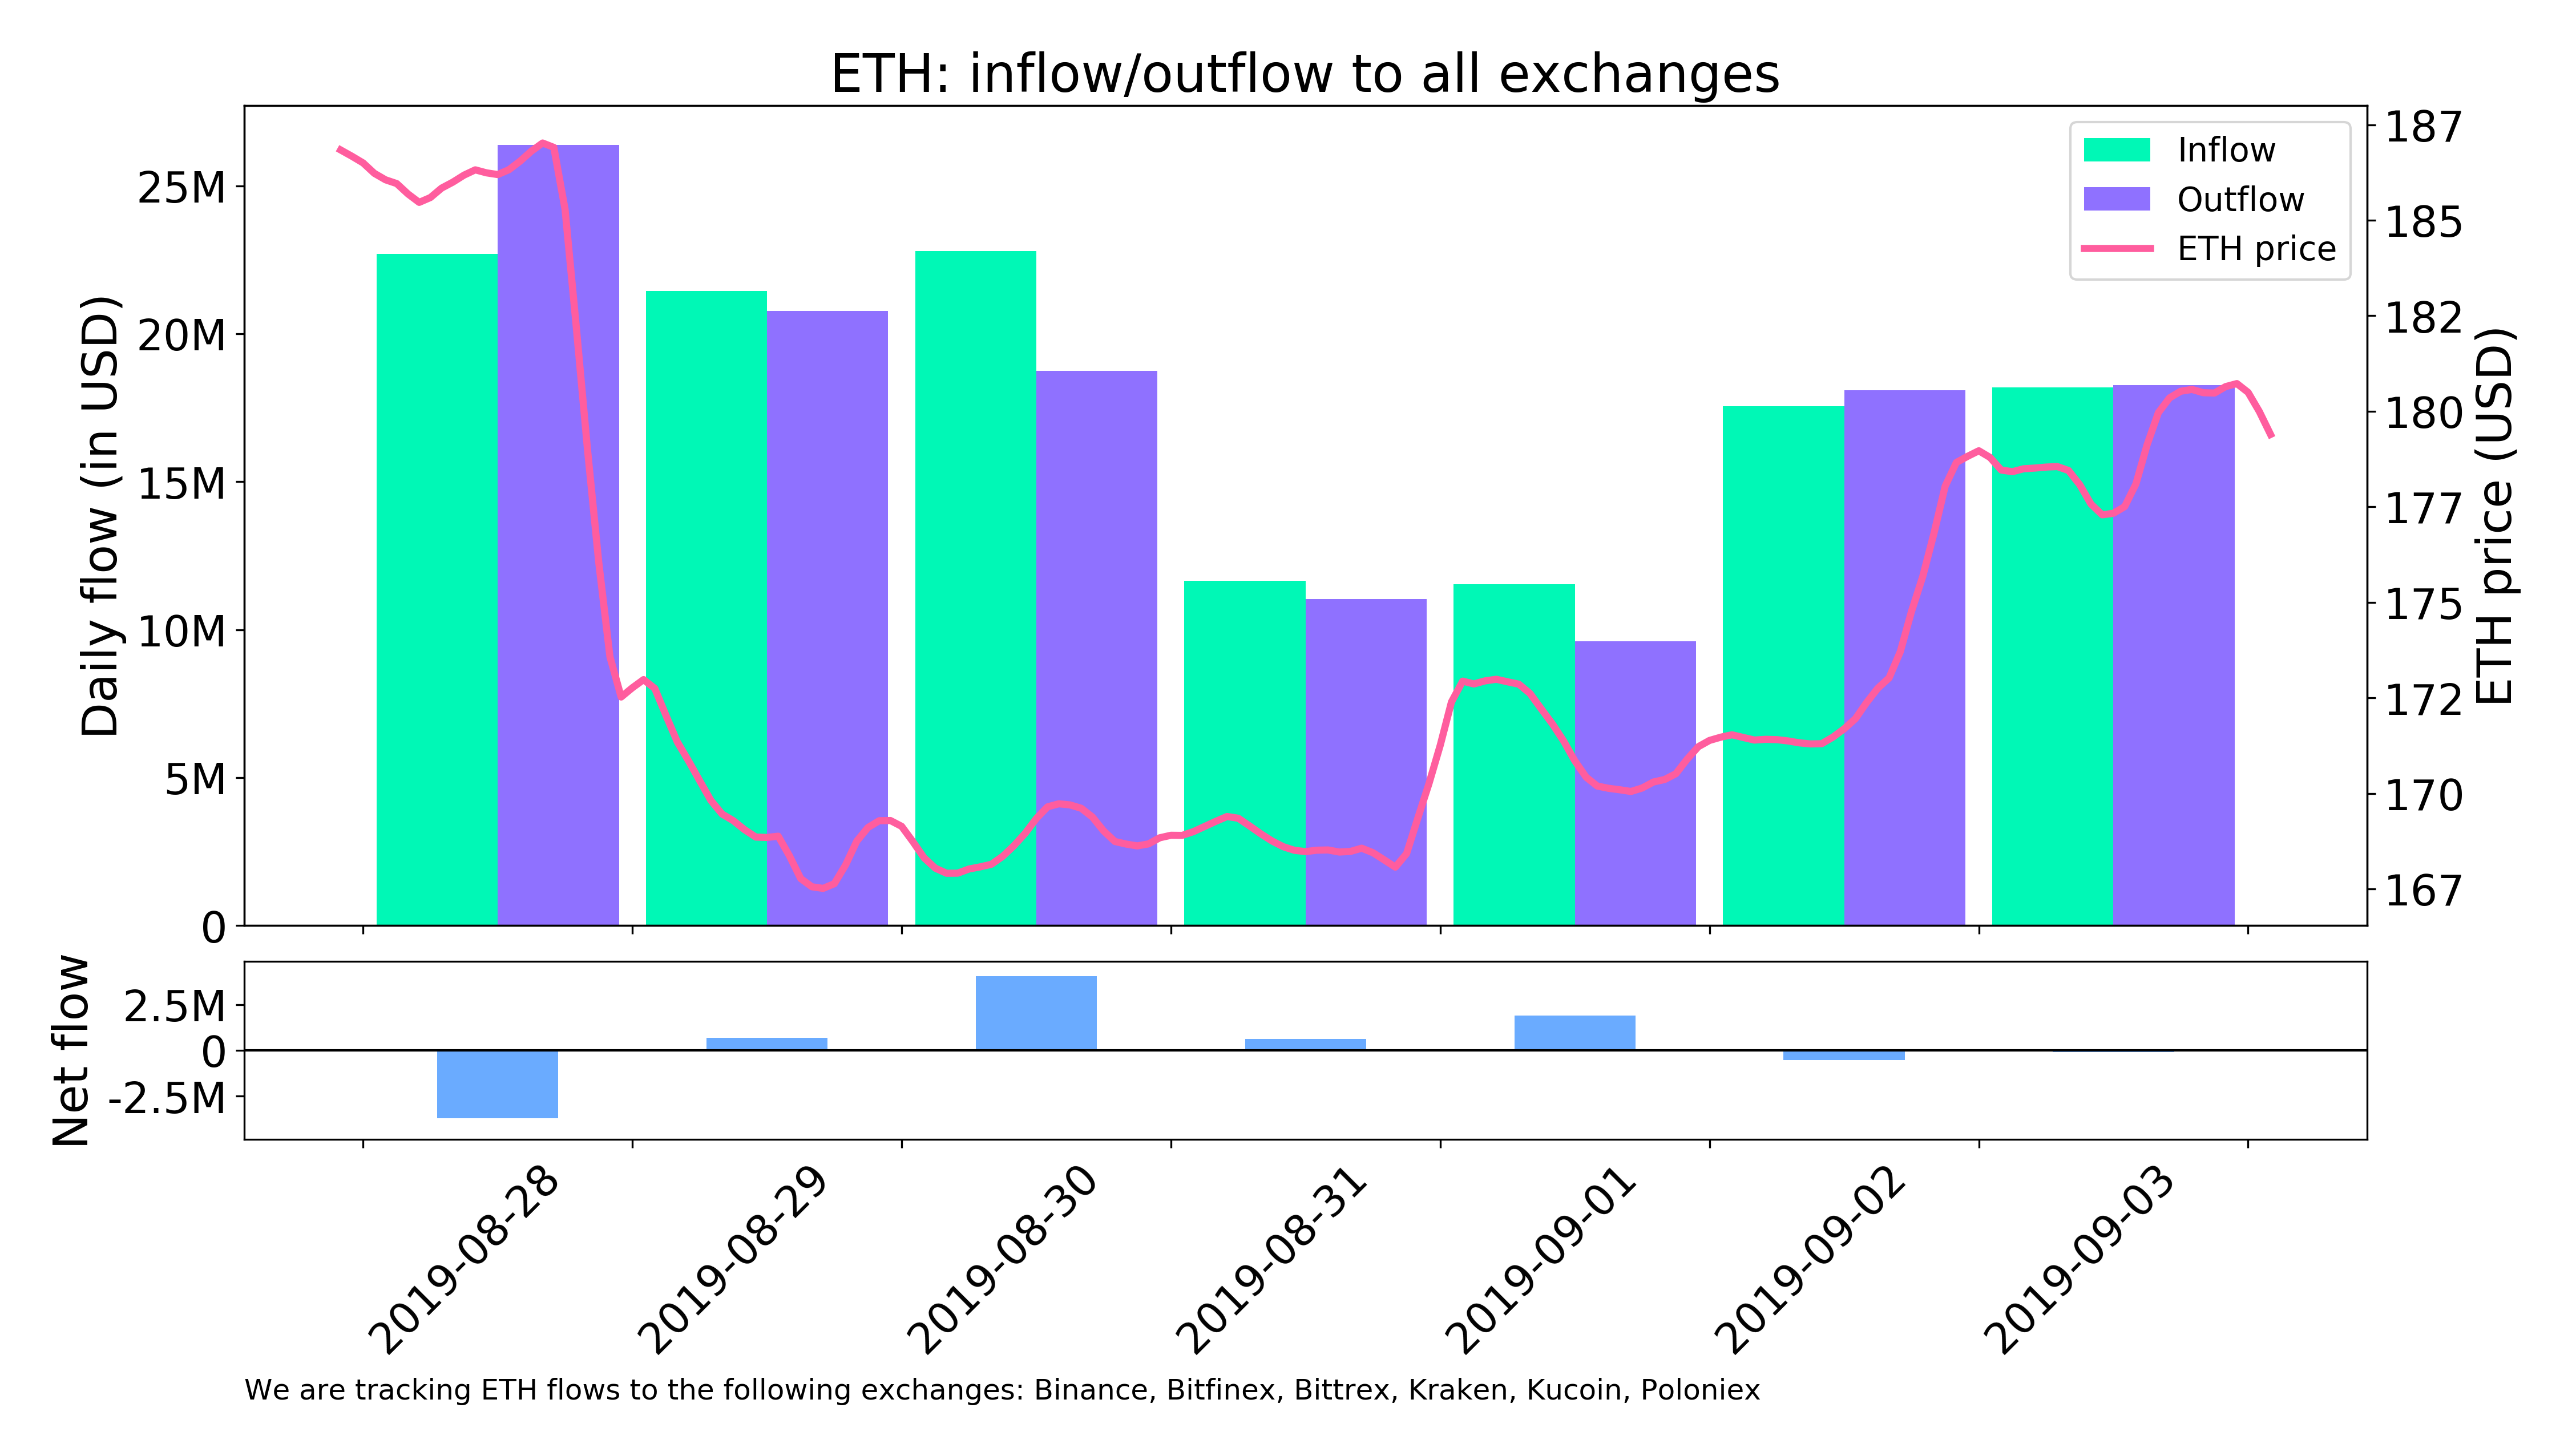 ETH: inflow/outflow to all exchanges
Daily flow (in USD)
25M
20M
15M
10M
5M
0
Inflow
Outflow
ETH price
187
185
182
180
177
175
172
170
167
ETH price (USD)
Net flow
2.5M
0
-2.5M
2019-08-28
2019-08-29
2019-08-30
2019-08-31
2019-09-01
2019-09-02
2019-09-03
We are tracking ETH flows to the following exchanges: Binance, Bitfinex, Bittrex, Kraken, Kucoin, Poloniex